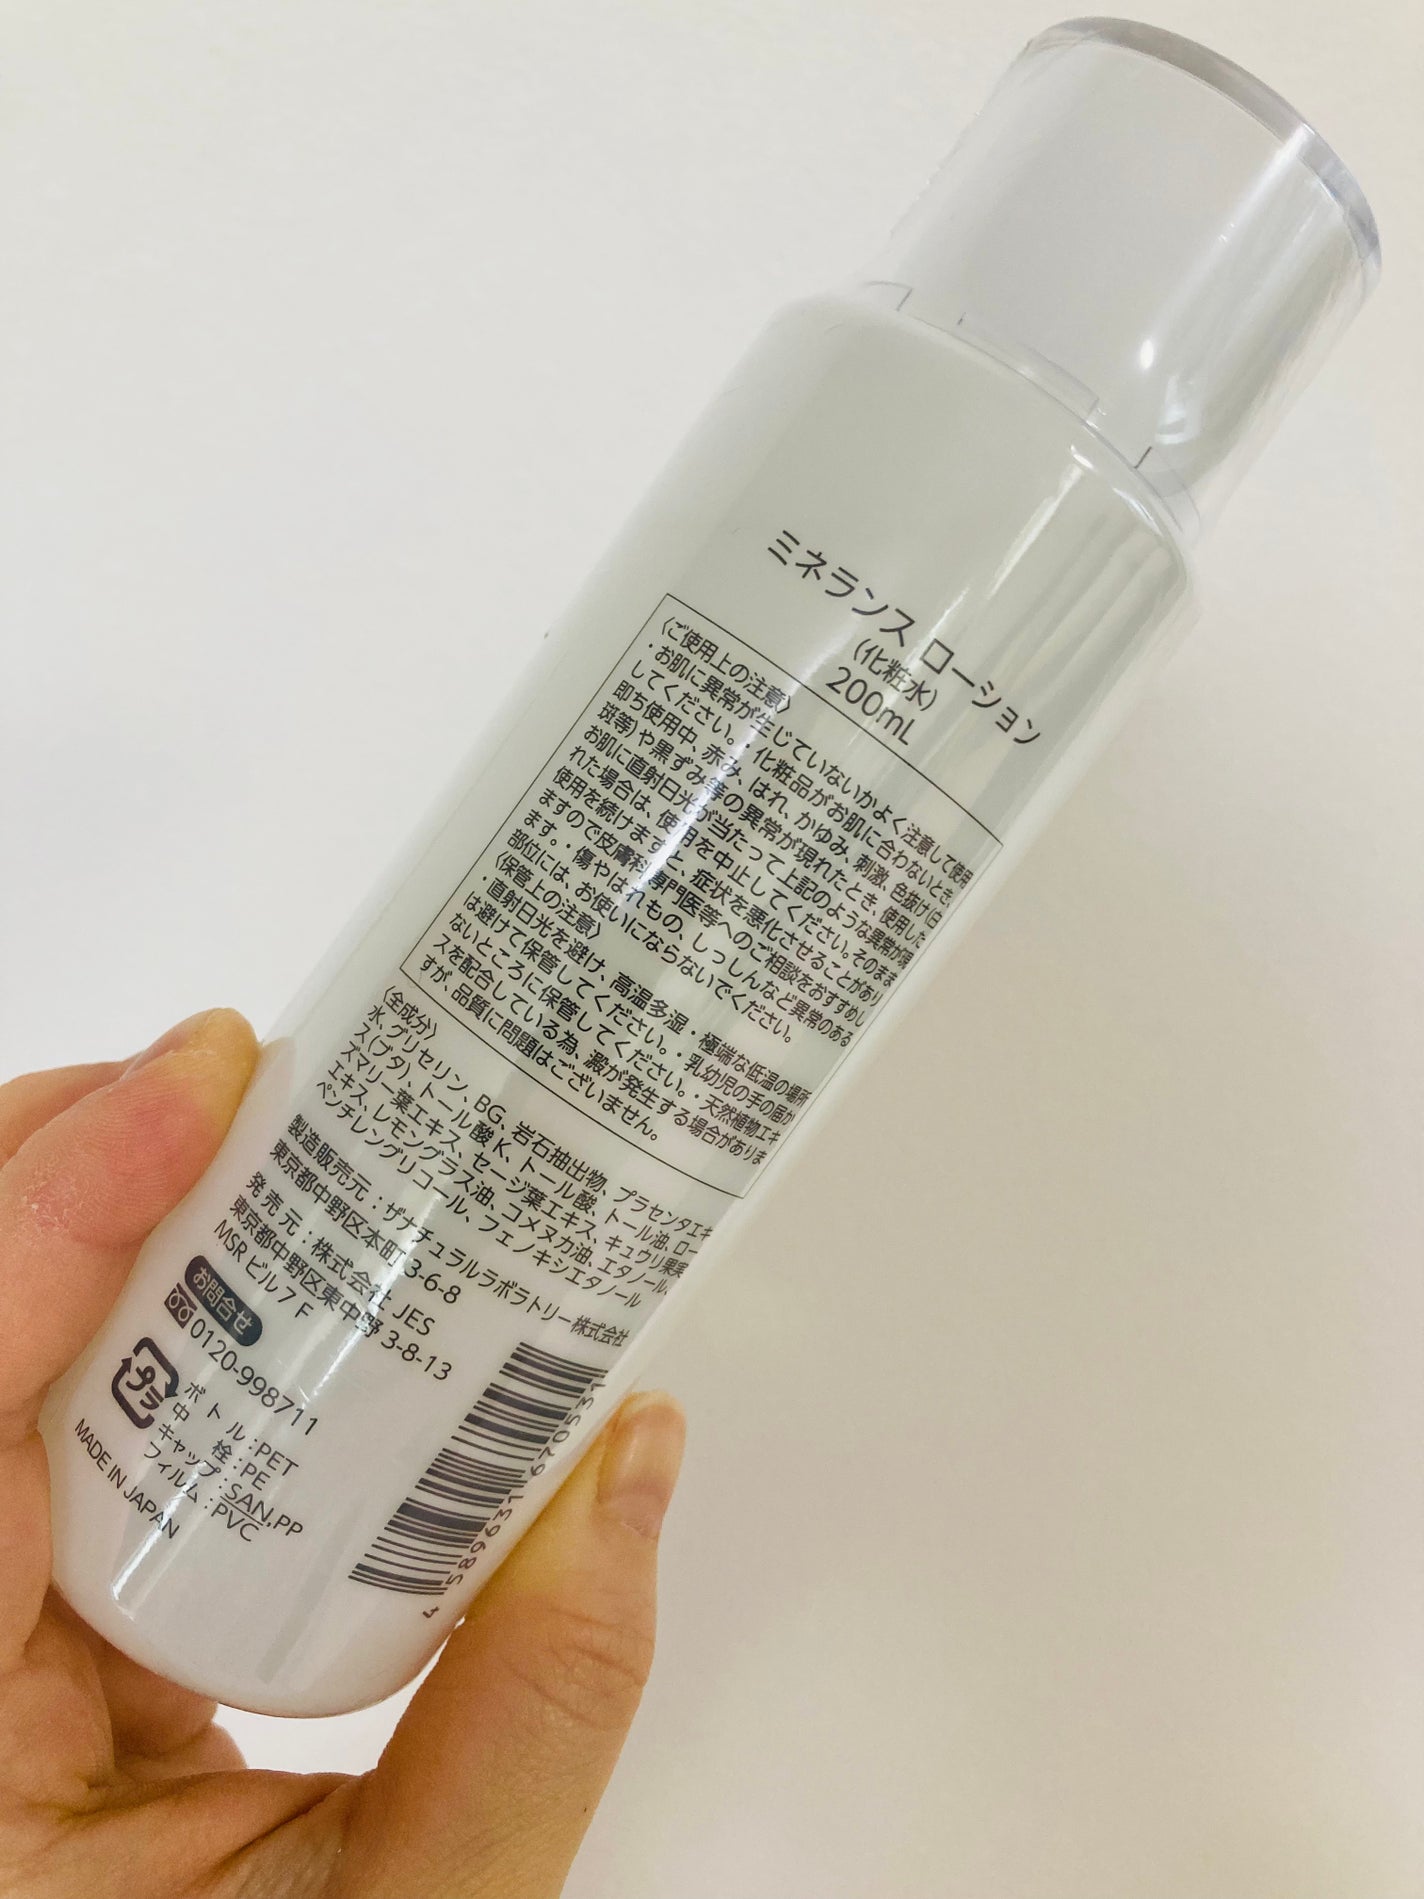 ミネランス ローション
(化粧水)
200mL
〈ご使用上の注意〉
・お肌に異常が生じていないかよく注意して使用
してください。・化粧品がお肌に合わないとき、
即ち使用中、赤み、はれ、かゆみ、刺激、色抜け(白
斑等)や黒ずみ等の異常が現れたとき、使用した
お肌に直射日光が当たって上記のような異常が現
れた場合は、使用を中止してください。そのまま
使用を続けますと、症状を悪化させることがあり
ますので皮膚科専門医等へのご相談をおすすめし
ます。・傷やはれもの、しっしんなど異常のある
部位には、お使いにならないでください。
〈保管上の注意〉
・直射日光を避け、高温多湿・極端な低温の場所
は避けて保管してください。・乳幼児の手の届か
ないところに保管してください。・天然植物エキ
スを配合している為、澱が発生する場合がありま
すが、品質に問題はございません。
〈全成分〉
水、グリセリン、BG、岩石抽出物、プラセンタエキ
ス(ブタ)、トール酸K、トール酸、トール油、ロー
ズマリー葉エキス、セージ葉エキス、キュウリ果実
エキス、レモングラス油、コメヌカ油、エタノール、
ペンチレングリコール、フェノキシエタノール
製造販売元:ザナチュラルラボラトリー株式会社
東京都中野区本町 3-6-8
発売元:株式会社 JES
東京都中野区東中野 3-8-13
MSR ビル 7 F
お問合せ
0120-998711
プラ
ボトル:PET
中栓:PE
キャップ:SAN,PP
フィルム:PVC
MADE IN JAPAN